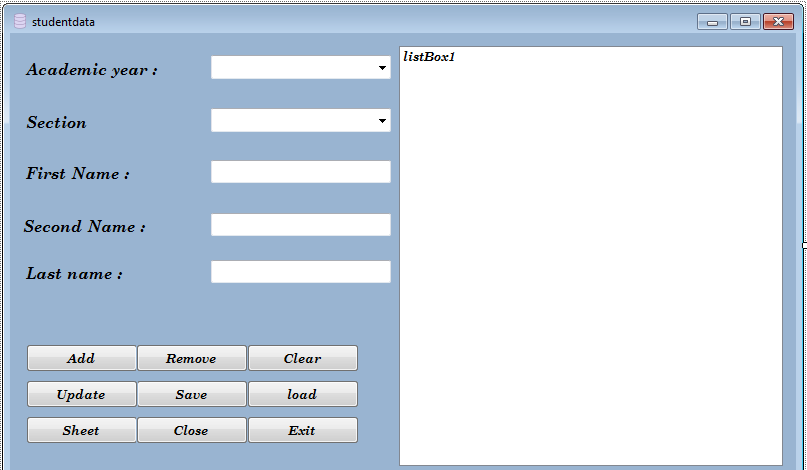 studentdata
Academic year :
listBox1
Section
First Name :
Second Name :
Last name :
Add Remove Clear
Update Save load
Sheet Close Exit